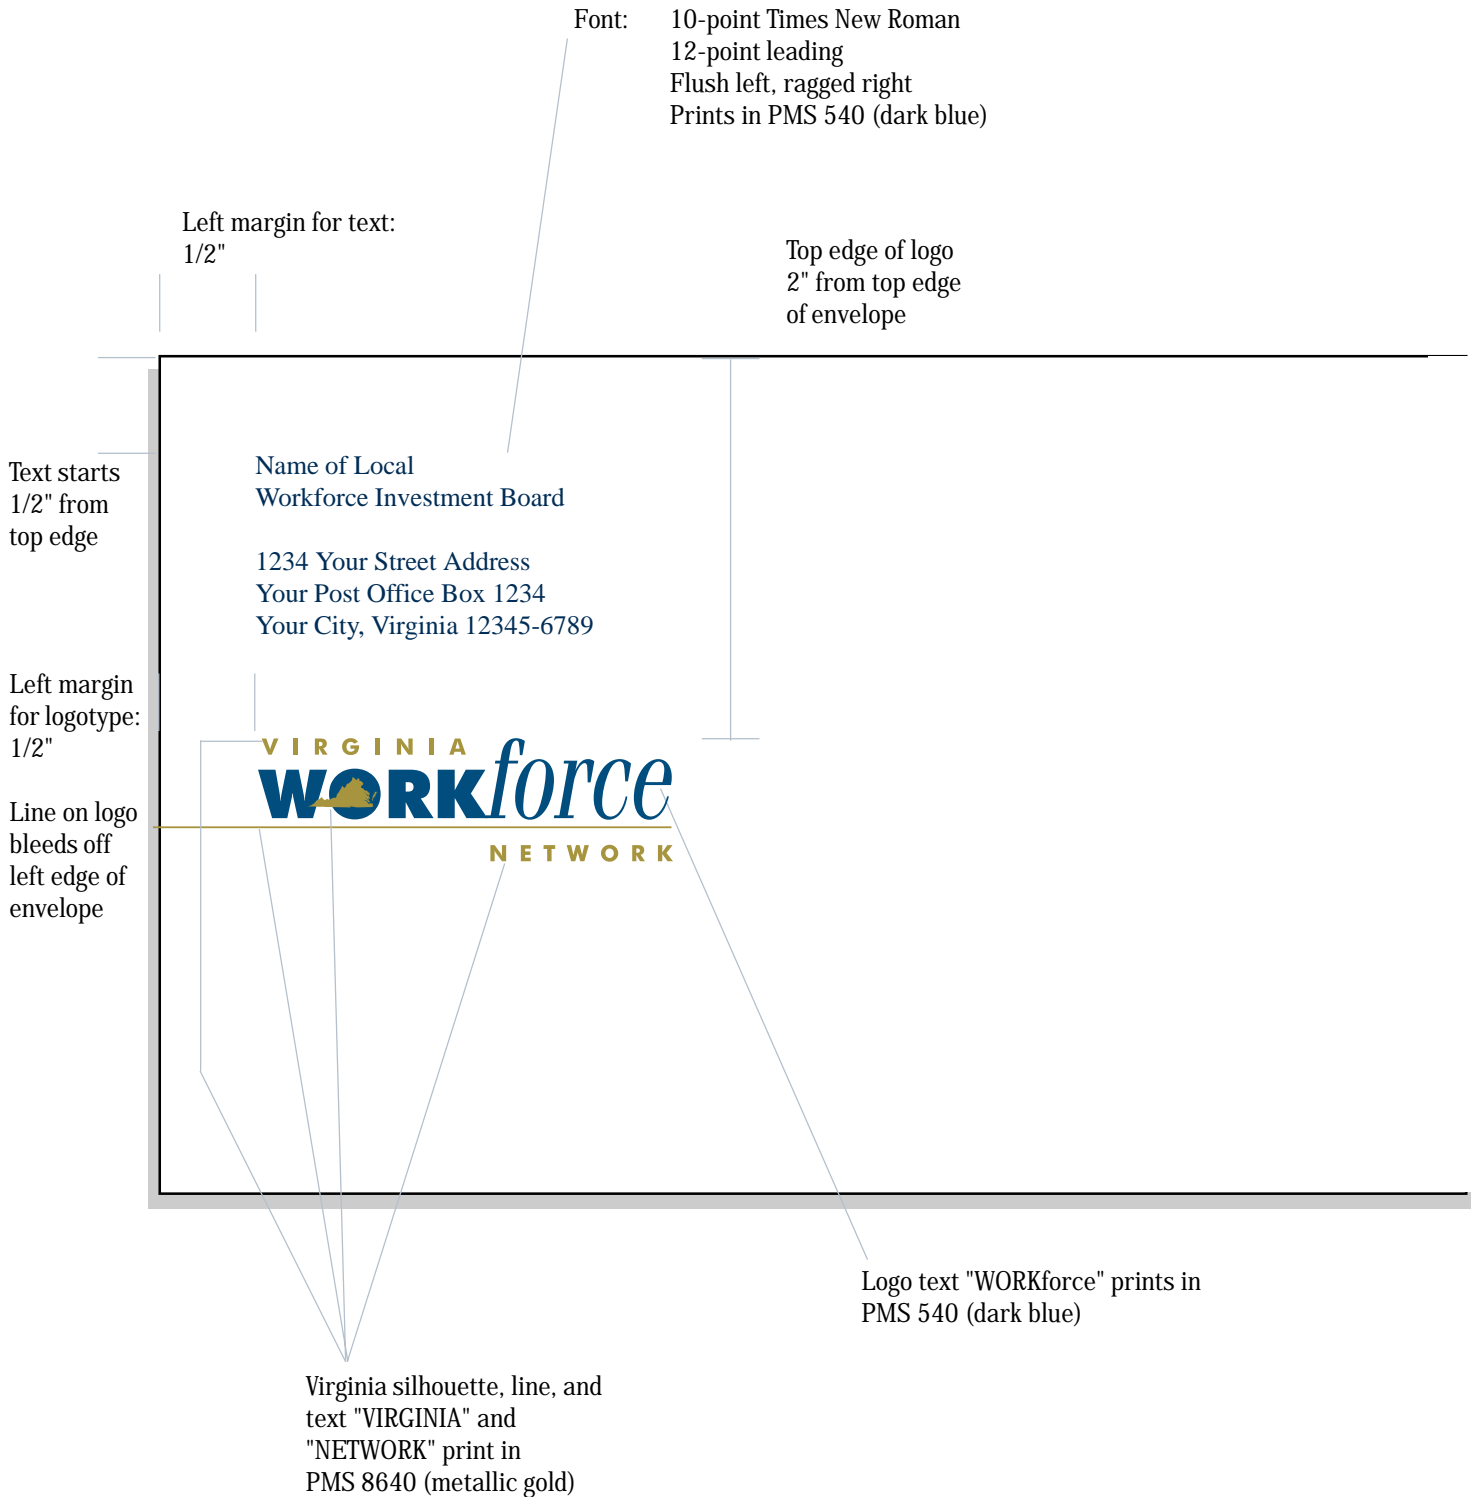 Font: 10-point Times New Roman
12-point leading
Flush left, ragged right
Prints in PMS 540 (dark blue)
Left margin for text:
1/2"
Top edge of logo
2" from top edge
of envelope
Text starts
1/2" from
top edge
Name of Local
Workforce Investment Board
1234 Your Street Address
Your Post Office Box 1234
Your City, Virginia 12345-6789
Left margin
for logotype:
1/2"
Line on logo
bleeds off
left edge of
envelope
VIRGINIA
WORKforce
NETWORK
Logo text "WORKforce" prints in
PMS 540 (dark blue)
Virginia silhouette, line, and
text "VIRGINIA" and
"NETWORK" print in
PMS 8640 (metallic gold)